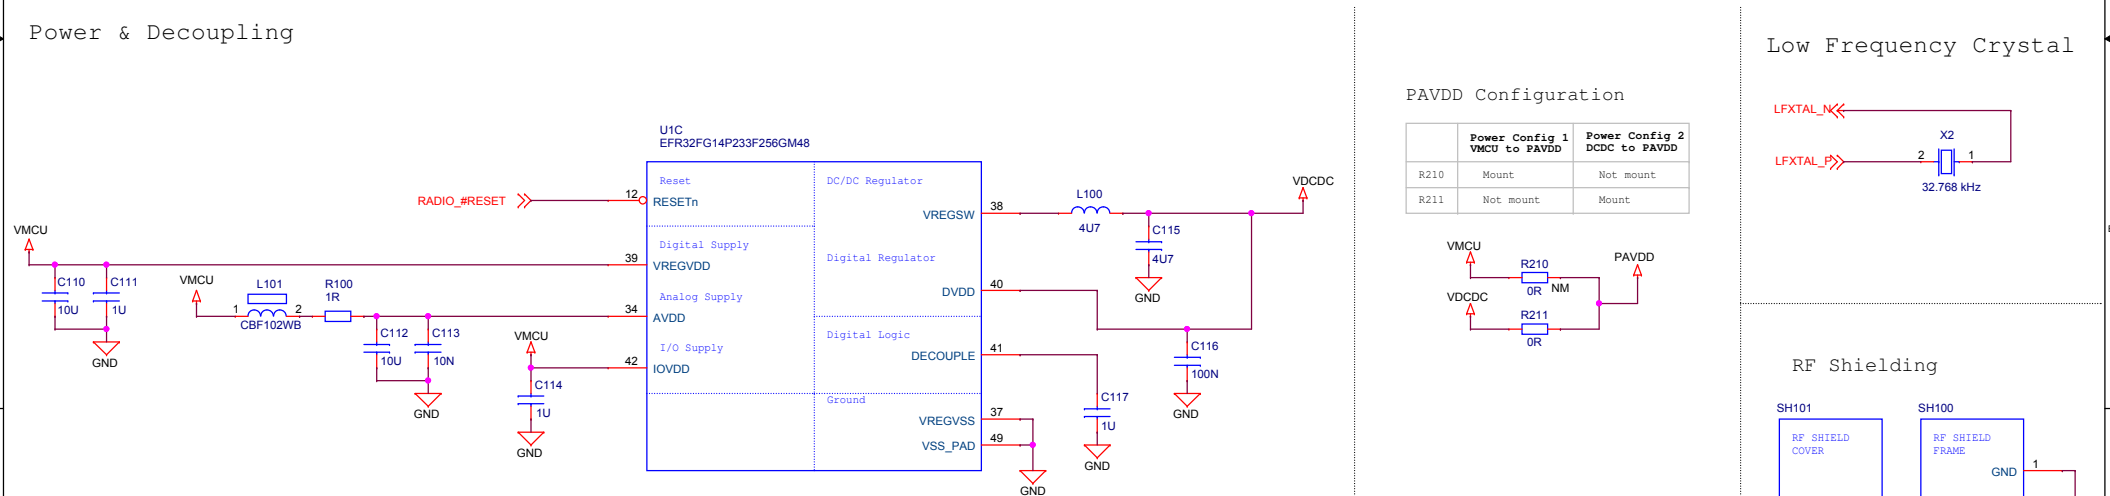 Power & Decoupling
U1C
EFR32FG14P233F256GM48
Reset
DC/DC Regulator
RADIO_#RESET
12
RESETn
VREGSW
38
L100
4U7
VDCDC
C115
4U7
GND
VMCU
Digital Supply
39
VREGVDD
Digital Regulator
C110
10U
C111
1U
GND
VMCU
L101
1
2
CBF102WB
R100
1R
Analog Supply
34
AVDD
DVDD
40
C112
10U
C113
10N
GND
VMCU
I/O Supply
42
IOVDD
Digital Logic
DECOUPLE
41
C116
100N
GND
C114
1U
GND
Ground
C117
1U
GND
VREGVSS
37
VSS_PAD
49
GND
PAVDD Configuration
Power Config 1
VMCU to PAVDD
Power Config 2
DCDC to PAVDD
R210
Mount
Not mount
R211
Not mount
Mount
VMCU
R210
0R
NM
PAVDD
VDCDC
R211
0R
Low Frequency Crystal
LFXTAL_N
X2
LFXTAL_P
2
1
32.768 kHz
RF Shielding
SH101
RF SHIELD
COVER
SH100
RF SHIELD
FRAME
GND
1